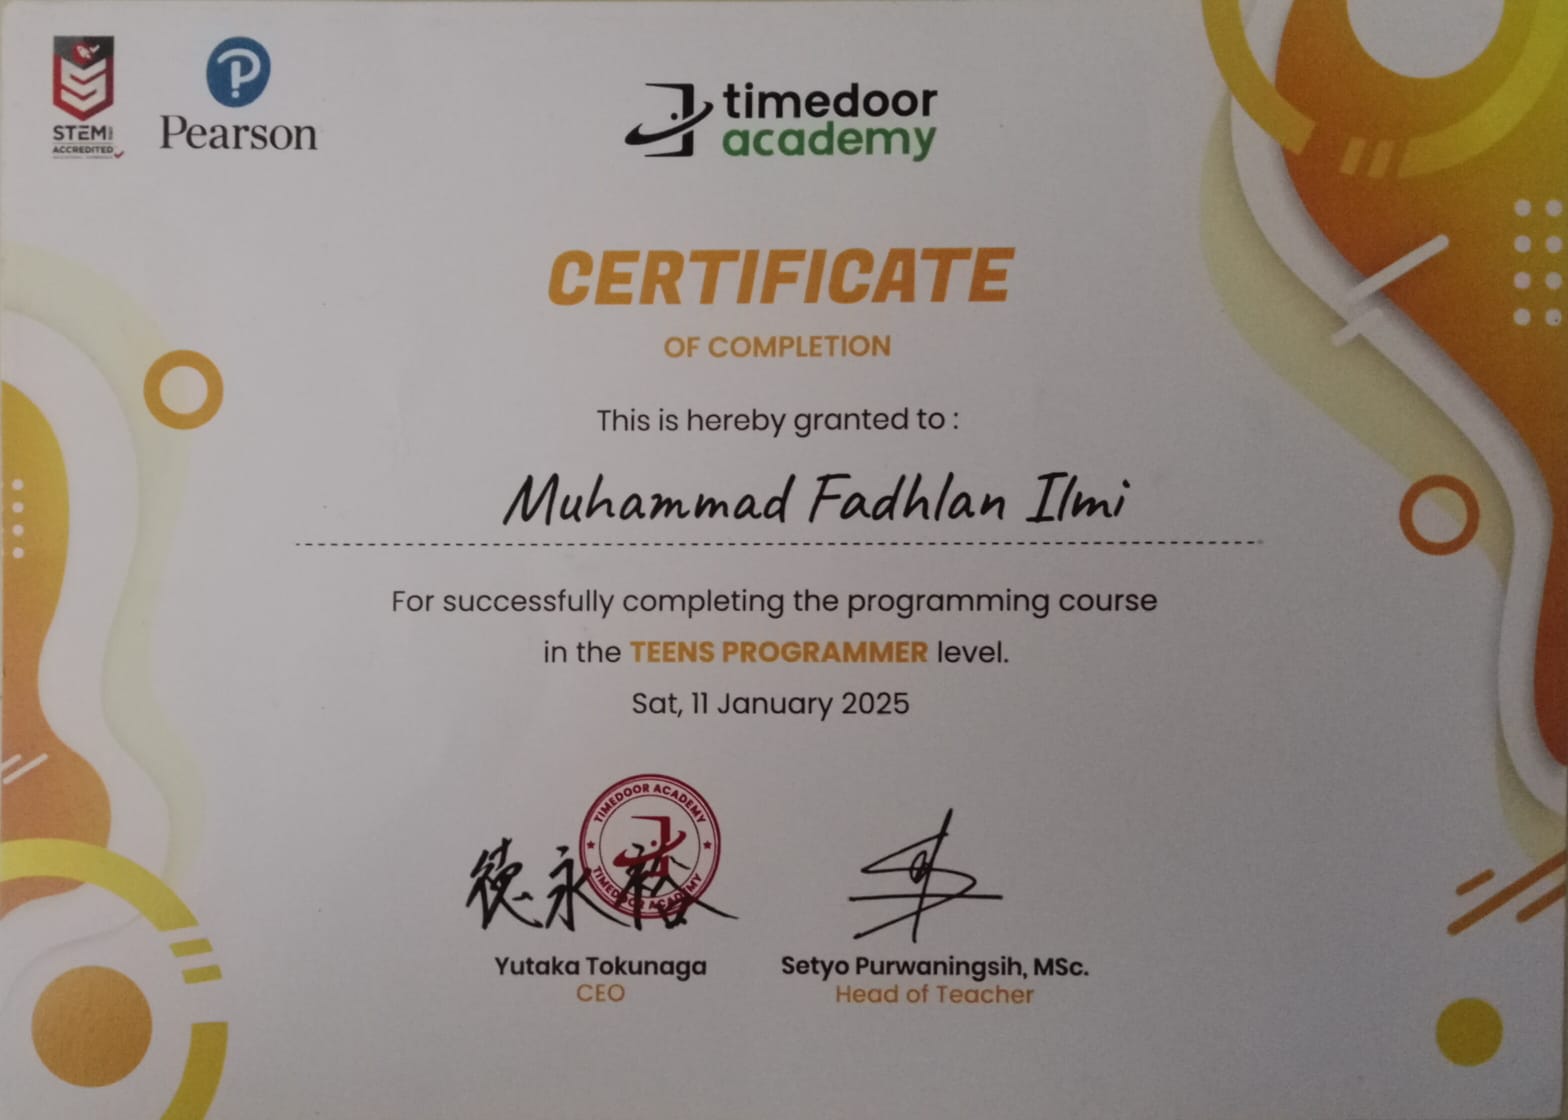 STEM
ACCREDITED
Pearson
timedoor
academy
CERTIFICATE
OF COMPLETION
This is hereby granted to :
Muhammad Fadhlan Ilmi
For successfully completing the programming course
in the TEENS PROGRAMMER level.
Sat, 11 January 2025
TIMEDOOR ACADEMY
TIMEDOOR ACADEMY
徳永裕
Yutaka Tokunaga
CEO
Setyo Purwaningsih, MSc.
Head of Teacher